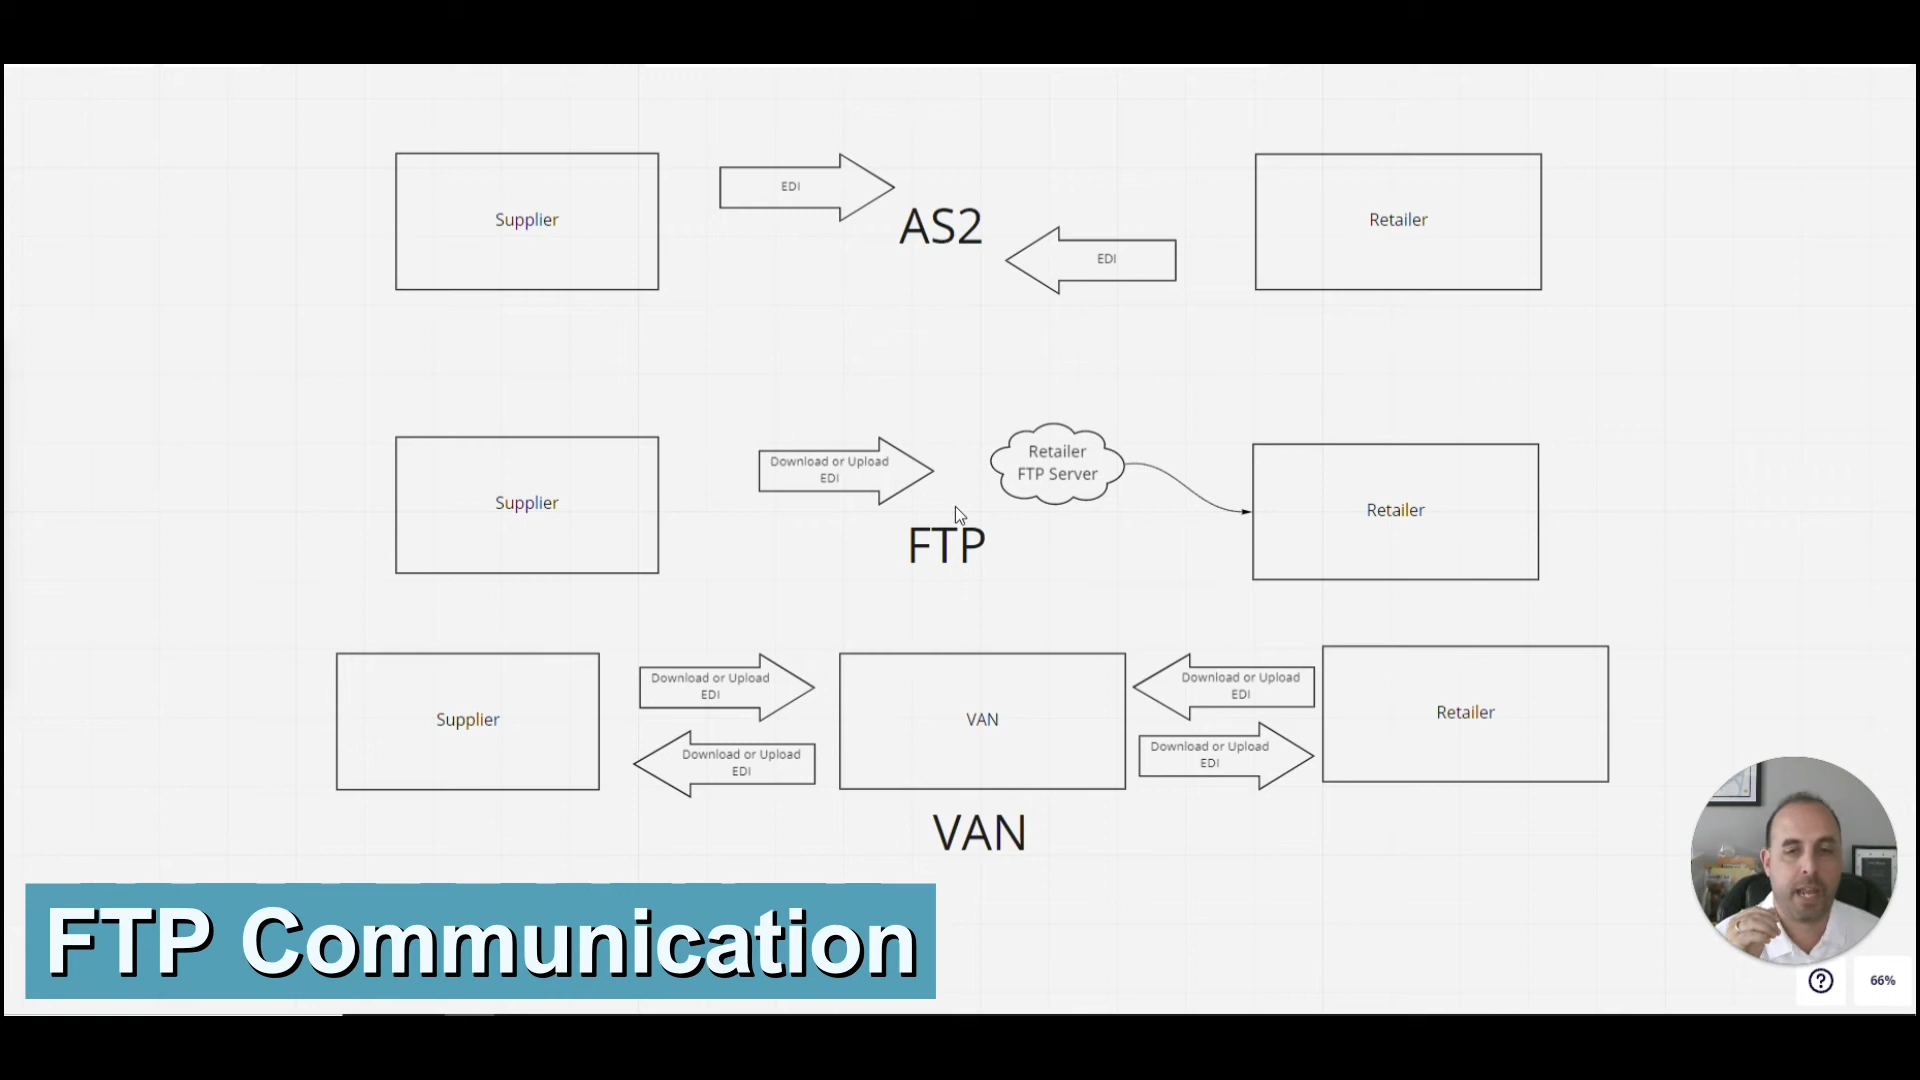 EDI
Supplier
AS2
Retailer
EDI
Supplier
Download or Upload
EDI
Retailer
FTP Server
FTP
Retailer
Supplier
Download or Upload
EDI
Download or Upload
EDI
VAN
Download or Upload
EDI
Download or Upload
EDI
Retailer
VAN
FTP Communication
?
66%